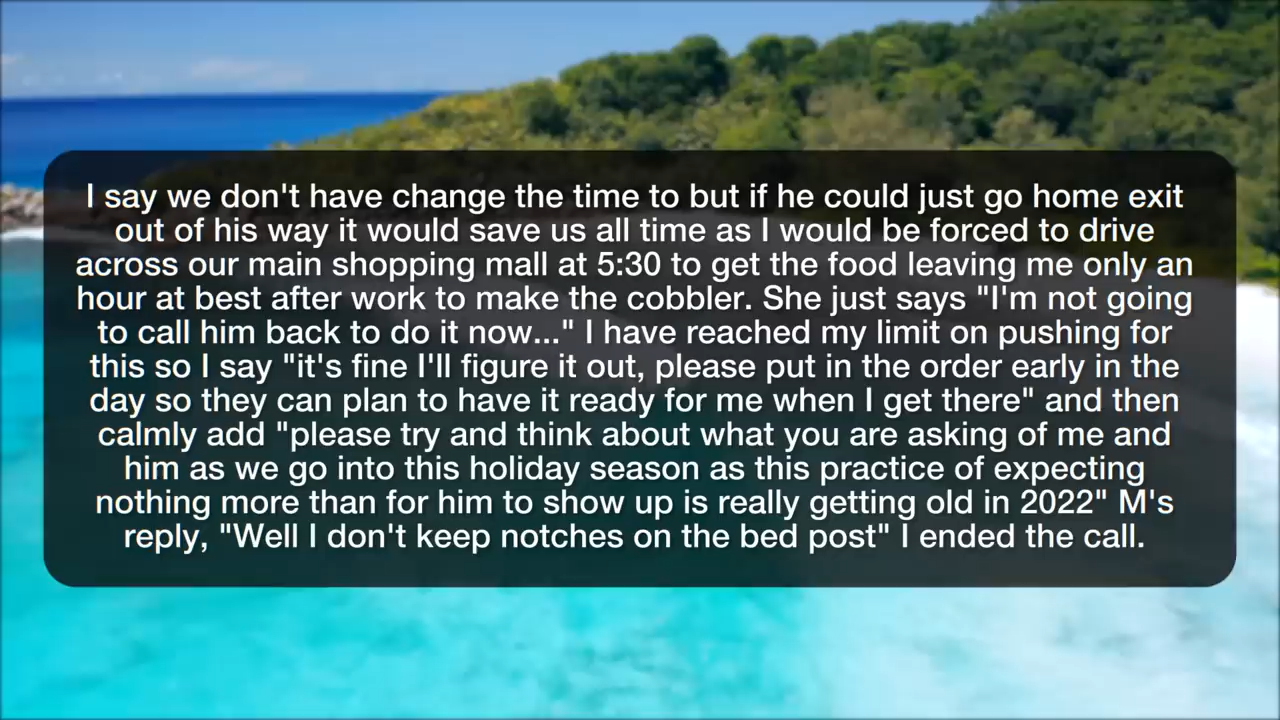 I say we don't have change the time to but if he could just go home exit
out of his way it would save us all time as I would be forced to drive
across our main shopping mall at 5:30 to get the food leaving me only an
hour at best after work to make the cobbler. She just says "I'm not going
to call him back to do it now..." I have reached my limit on pushing for
this so I say "it's fine I'll figure it out, please put in the order early in the
day so they can plan to have it ready for me when I get there" and then
calmly add "please try and think about what you are asking of me and
him as we go into this holiday season as this practice of expecting
nothing more than for him to show up is really getting old in 2022" M's
reply, "Well I don't keep notches on the bed post" I ended the call.